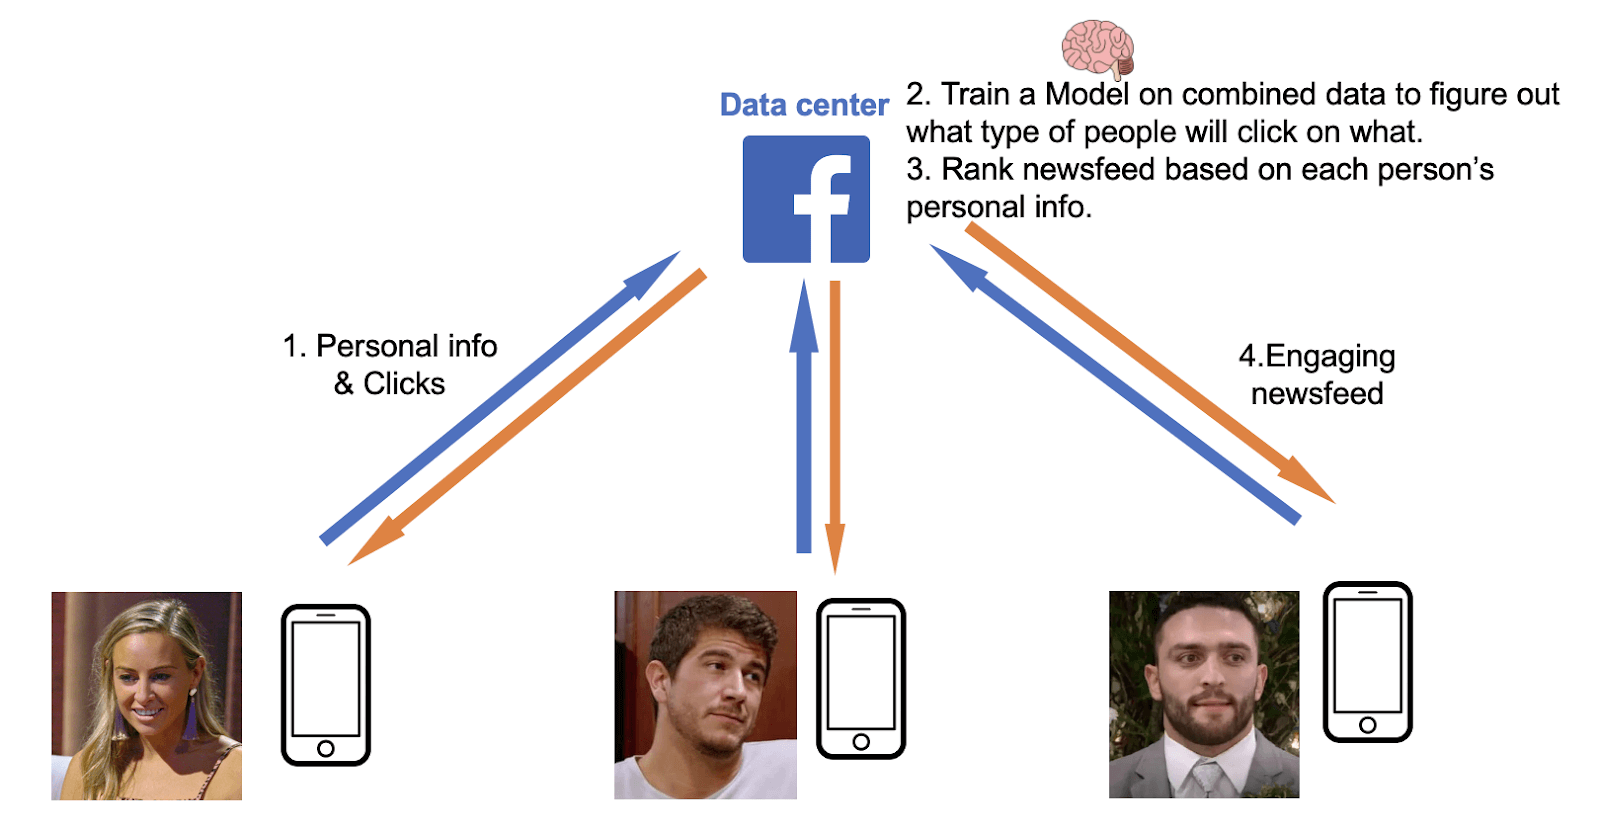 Data center
2. Train a Model on combined data to figure out
what type of people will click on what.
3. Rank newsfeed based on each person’s
personal info.
f
1. Personal info
& Clicks
4.Engaging
newsfeed